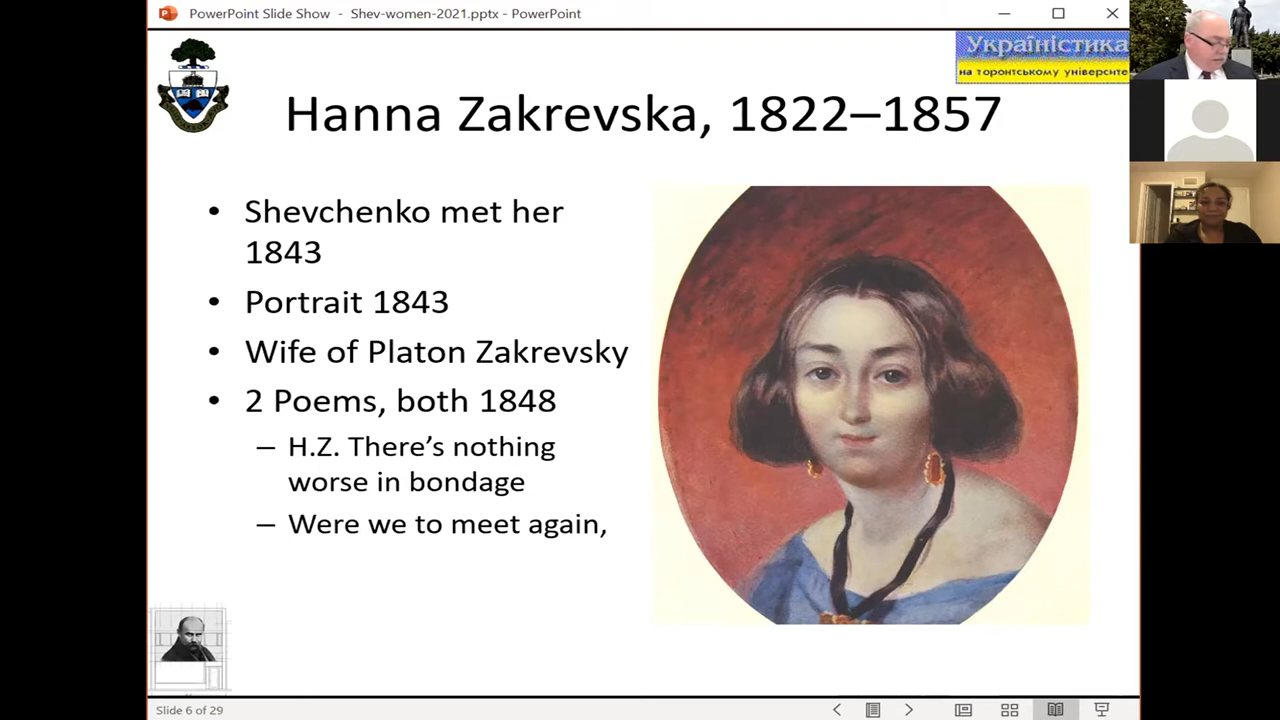 PowerPoint Slide Show - Shev-women-2021.pptx - PowerPoint
Україністика
на торонтському університе
Hanna Zakrevska, 1822–1857
• Shevchenko met her
1843
• Portrait 1843
• Wife of Platon Zakrevsky
• 2 Poems, both 1848
– H.Z. There’s nothing
worse in bondage
– Were we to meet again,
Slide 6 of 29